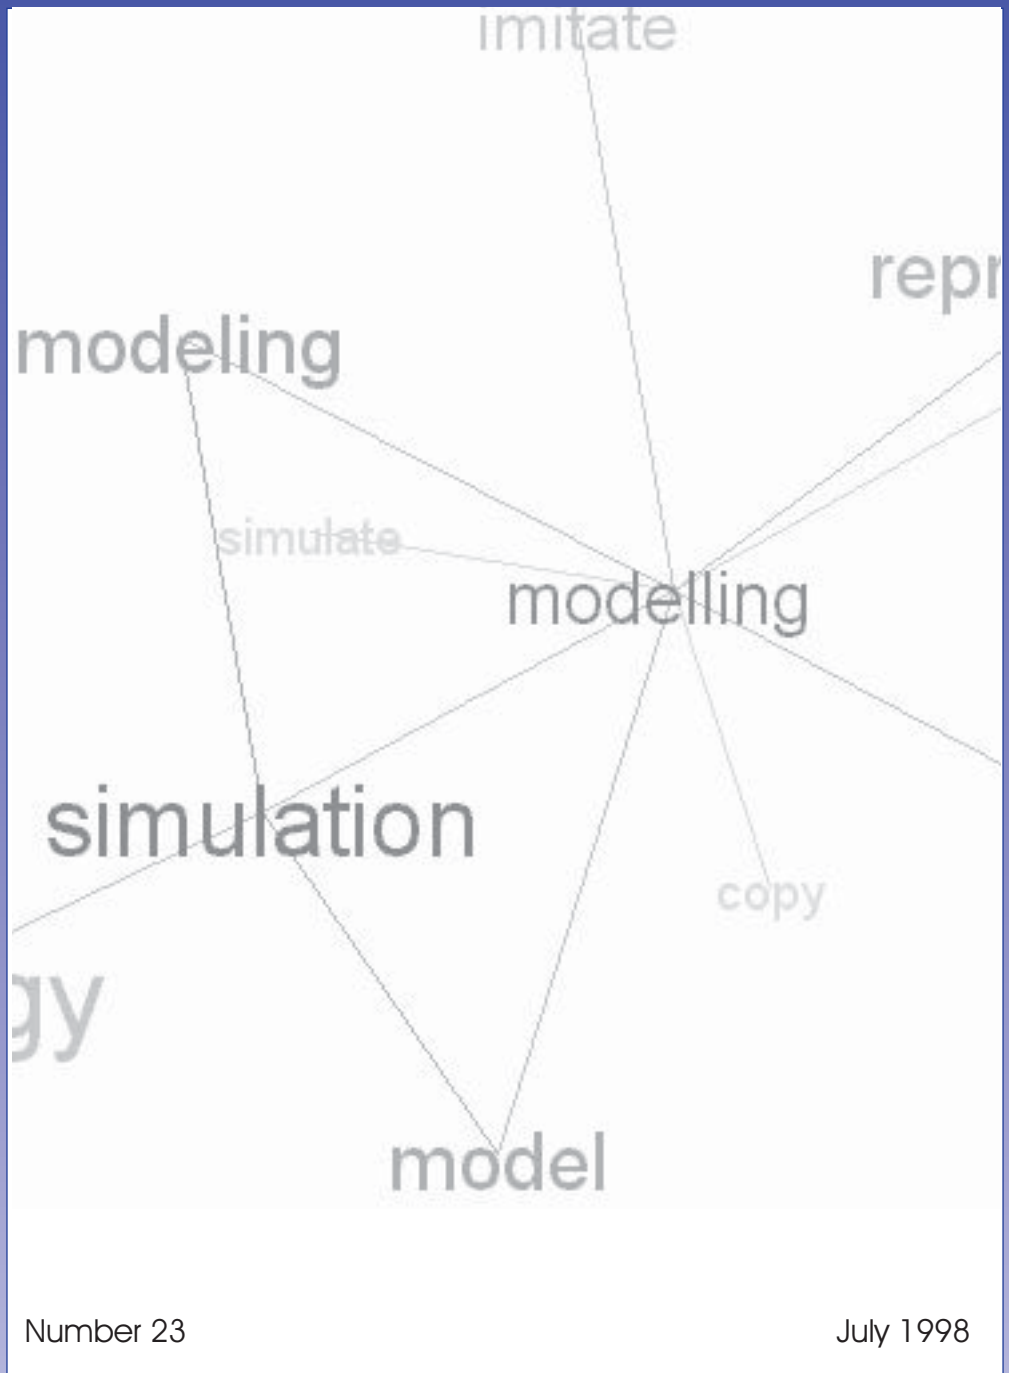 imitate
repr
modeling
simulate
modelling
simulation
copy
gy
model
Number 23
July 1998